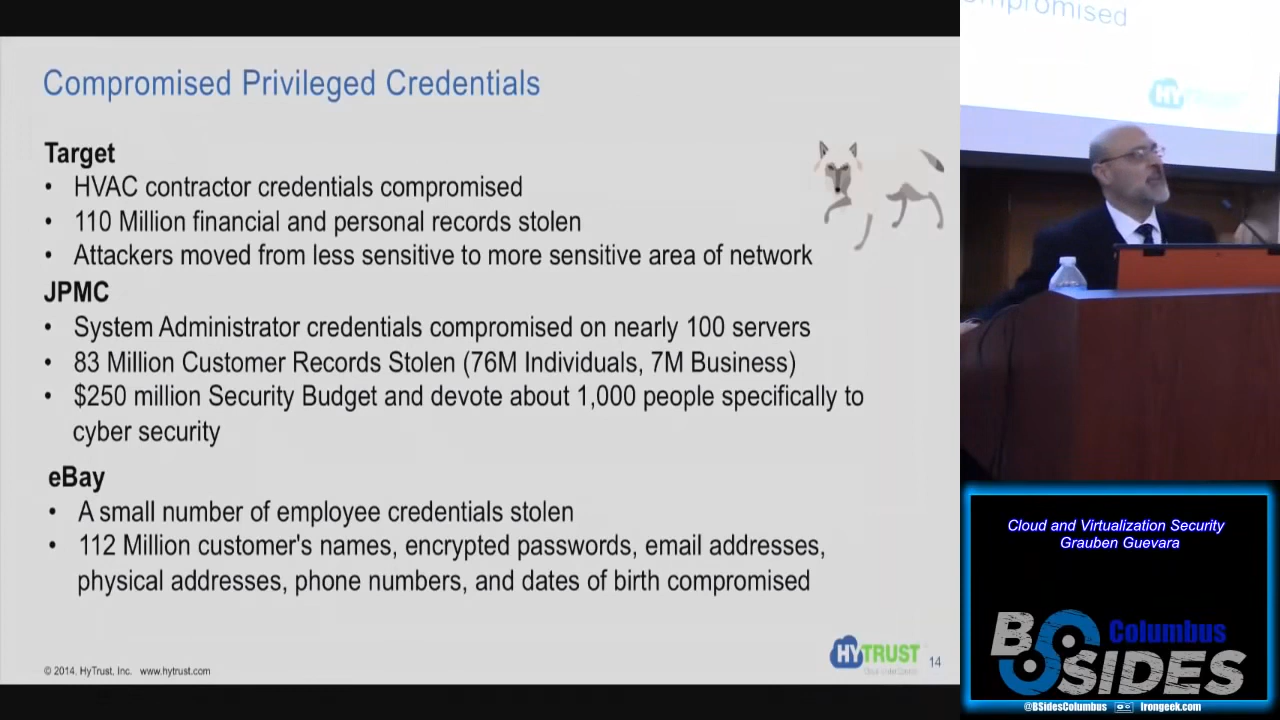 Compromised Privileged Credentials
Target
• HVAC contractor credentials compromised
• 110 Million financial and personal records stolen
• Attackers moved from less sensitive to more sensitive area of network
JPMC
• System Administrator credentials compromised on nearly 100 servers
• 83 Million Customer Records Stolen (76M Individuals, 7M Business)
• $250 million Security Budget and devote about 1,000 people specifically to
cyber security
eBay
• A small number of employee credentials stolen
• 112 Million customer's names, encrypted passwords, email addresses,
physical addresses, phone numbers, and dates of birth compromised
© 2014, HyTrust, Inc. www.hytrust.com
HYTRUST
14
HY
Cloud and Virtualization Security
Grauben Guevara
BSIDES
Columbus
@BSidesColumbus
Irongeek.com